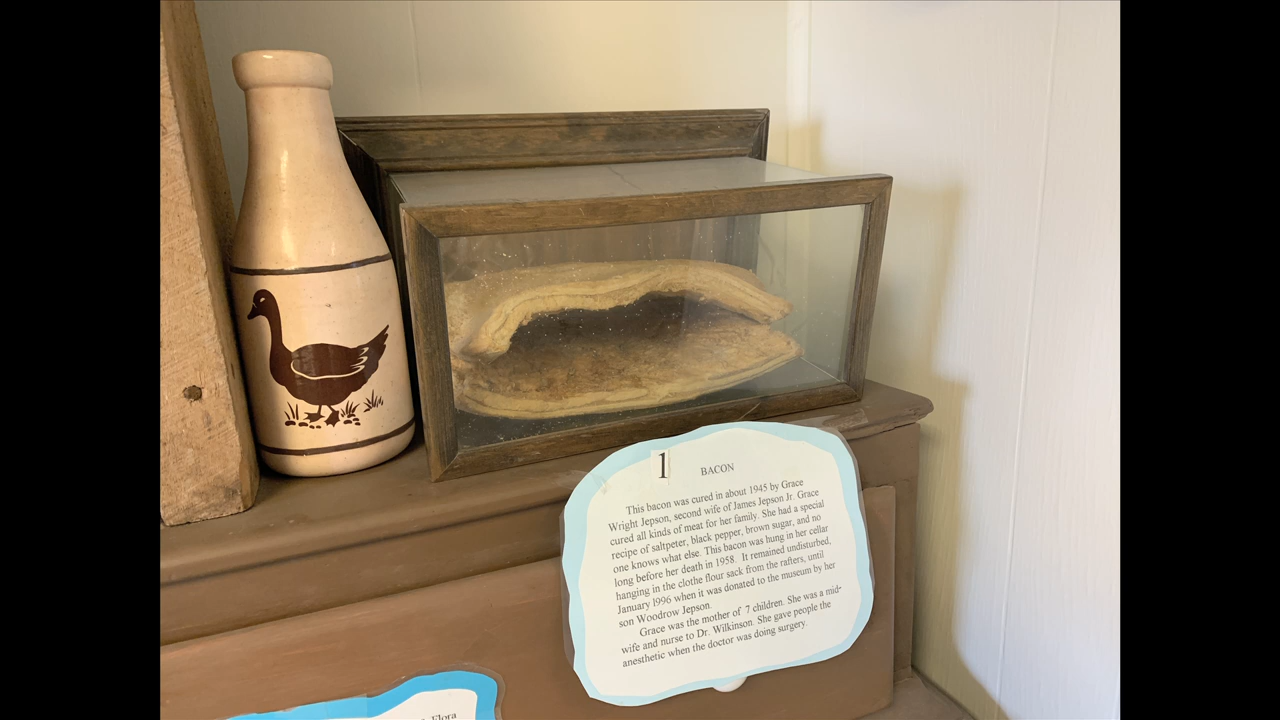 1
BACON
This bacon was cured in about 1945 by Grace
Wright Jepson, second wife of James Jepson Jr. Grace
cured all kinds of meat for her family. She had a special
recipe of saltpeter, black pepper, brown sugar, and no
one knows what else. This bacon was hung in her cellar
long before her death in 1958. It remained undisturbed,
hanging in the clothe flour sack from the rafters, until
January 1996 when it was donated to the museum by her
son Woodrow Jepson.
Grace was the mother of 7 children. She was a mid-
wife and nurse to Dr. Wilkinson. She gave people the
anesthetic when the doctor was doing surgery.
Flora